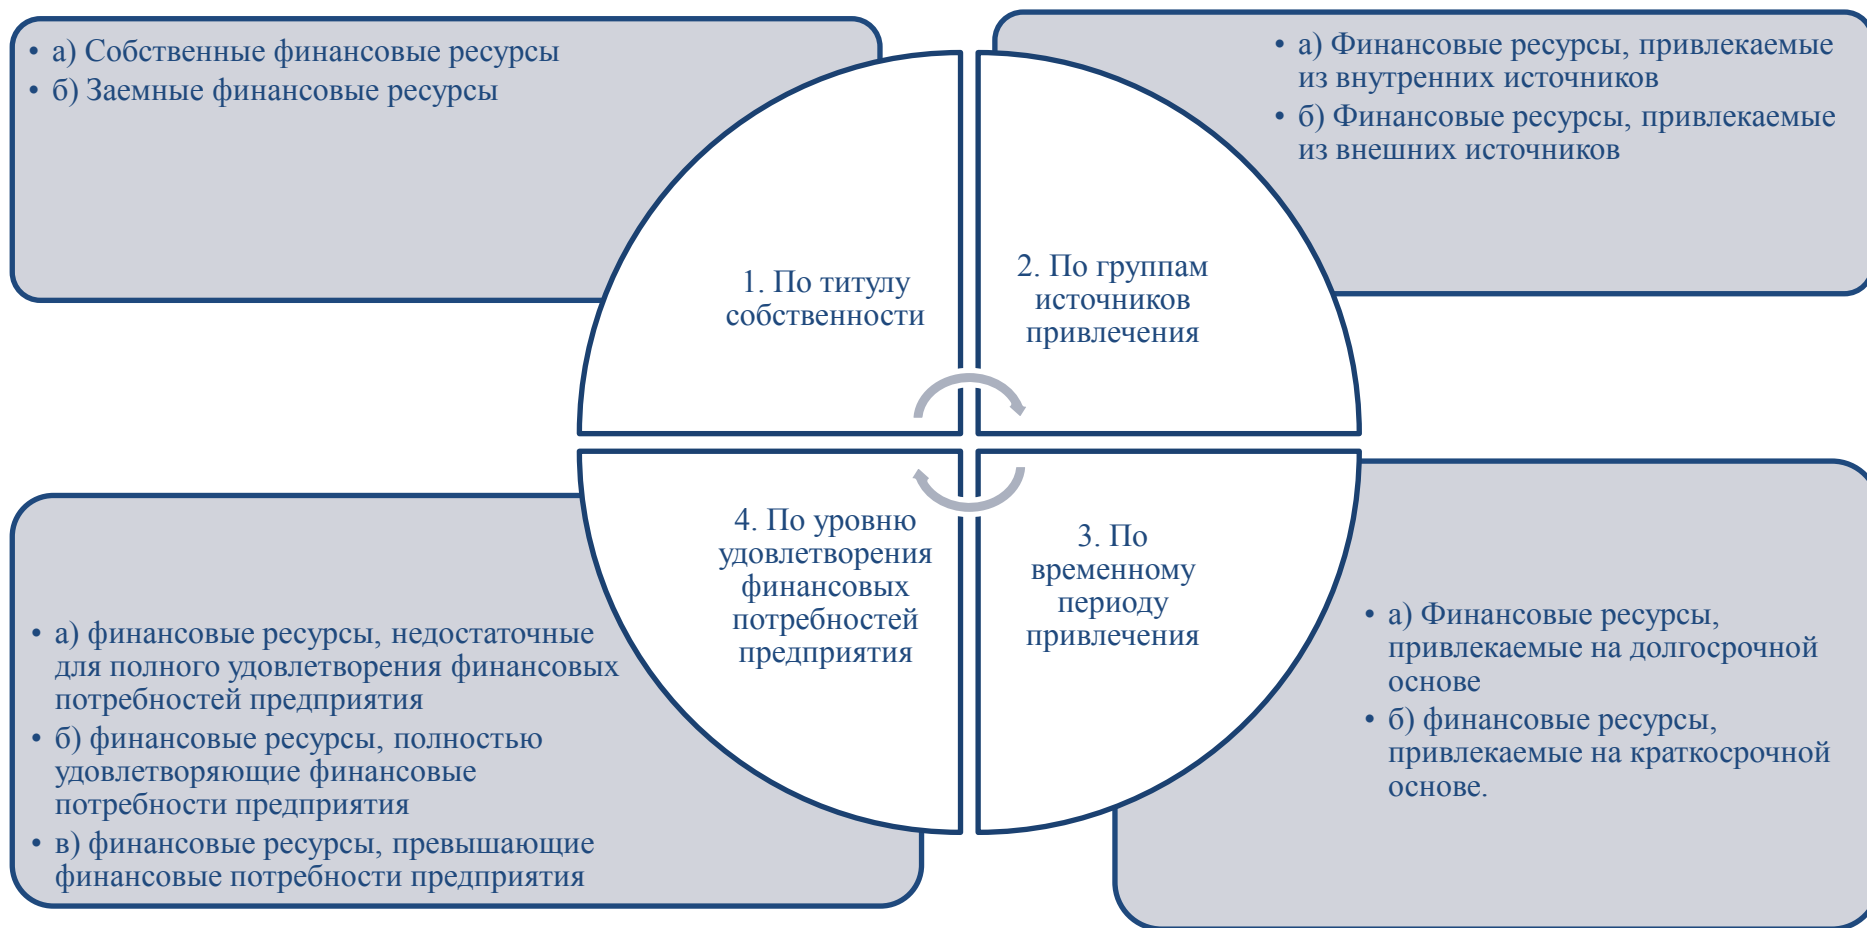 • а) Собственные финансовые ресурсы
• б) Заемные финансовые ресурсы
1. По титулу
собственности
• а) Финансовые ресурсы, привлекаемые
из внутренних источников
• б) Финансовые ресурсы, привлекаемые
из внешних источников
2. По группам
источников
привлечения
3. По
временному
периоду
привлечения
• а) Финансовые ресурсы,
привлекаемые на долгосрочной
основе
• б) финансовые ресурсы,
привлекаемые на краткосрочной
основе.
4. По уровню
удовлетворения
финансовых
потребностей
предприятия
• а) финансовые ресурсы, недостаточные
для полного удовлетворения финансовых
потребностей предприятия
• б) финансовые ресурсы, полностью
удовлетворяющие финансовые
потребности предприятия
• в) финансовые ресурсы, превышающие
финансовые потребности предприятия